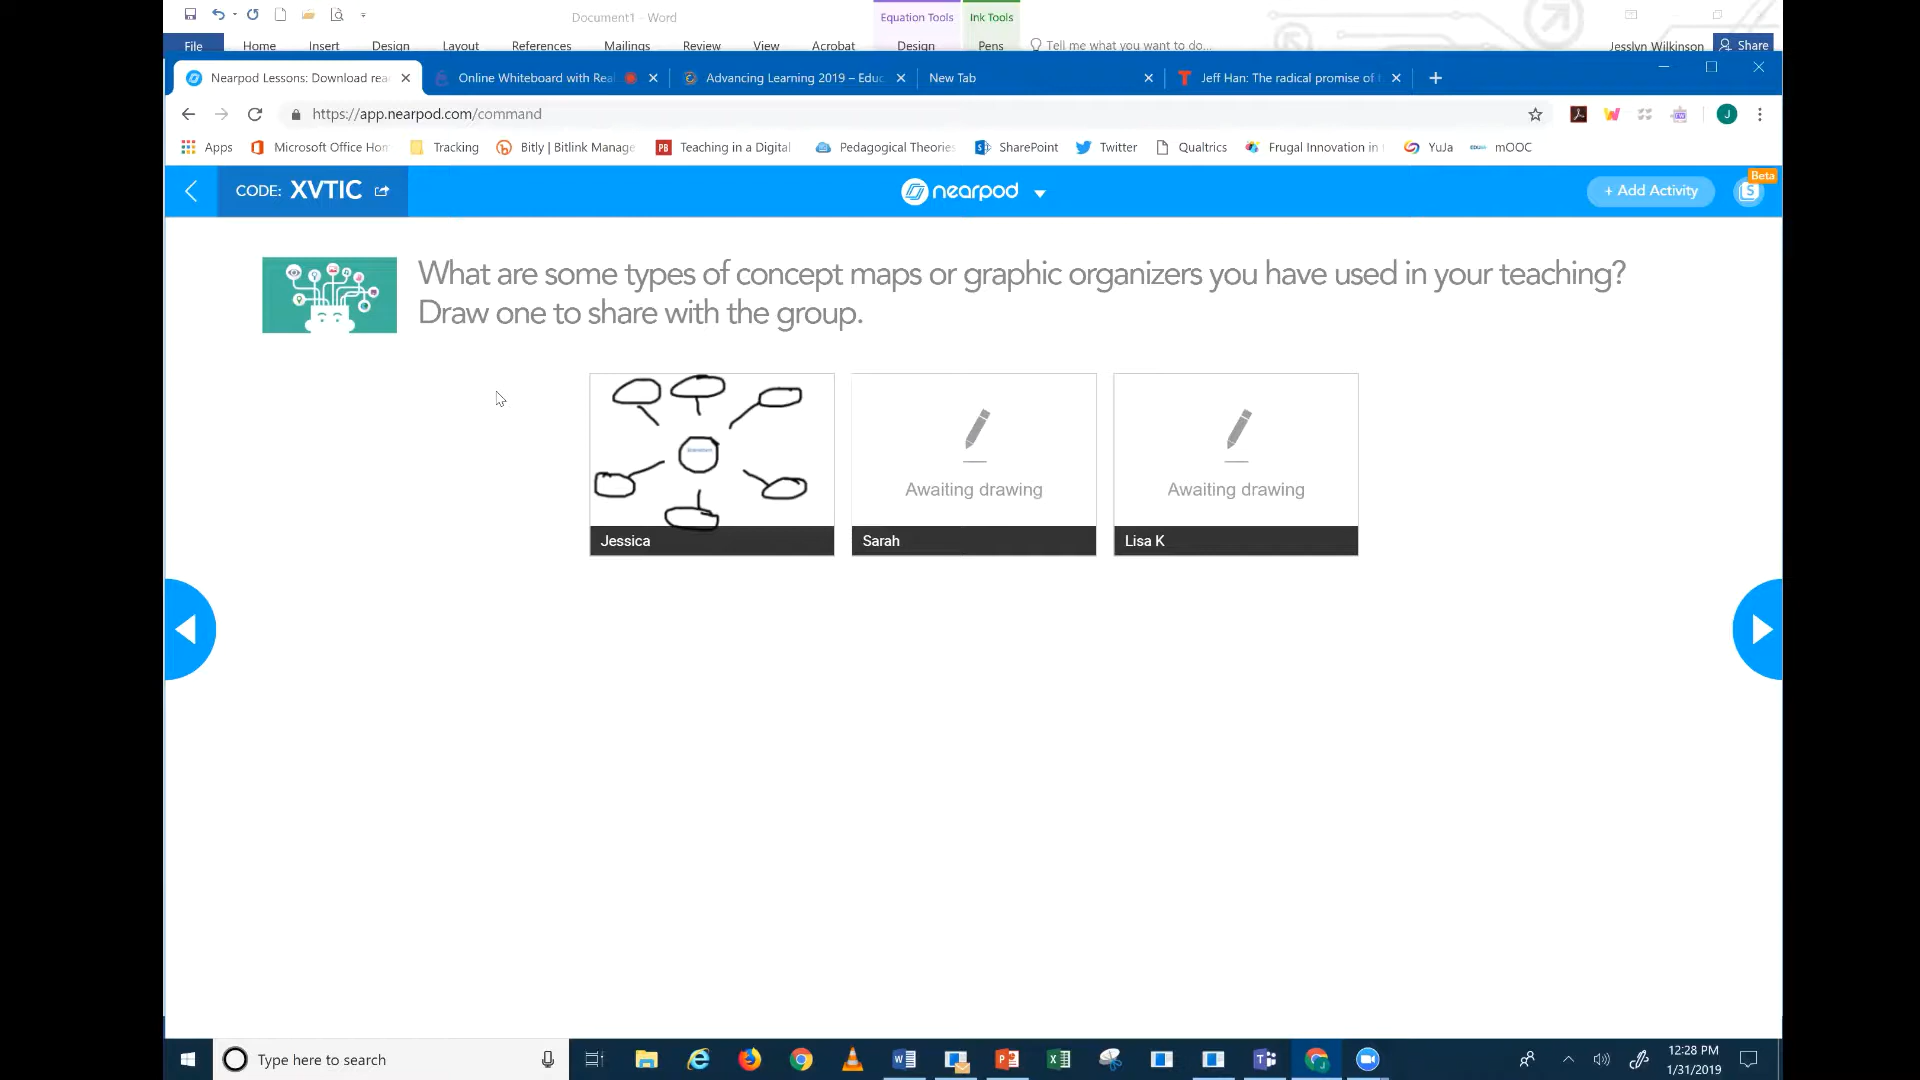 Document1 - Word
Equation Tools
Ink Tools
File
Home
Insert
Design
Layout
References
Mailings
Review
View
Acrobat
Design
Pens
Tell me what you want to do...
Jesslyn Wilkinson
Share
Nearpod Lessons: Download rea
Online Whiteboard with Real
Advancing Learning 2019 – Educ
New Tab
Jeff Han: The radical promise of
https://app.nearpod.com/command
J
Apps
Microsoft Office Hom
Tracking
Bitly | Bitlink Manage
Teaching in a Digital
Pedagogical Theories
SharePoint
Twitter
Qualtrics
Frugal Innovation in
YuJa
mOOC
CODE: XVTIC
nearpod
+ Add Activity
Beta
S
What are some types of concept maps or graphic organizers you have used in your teaching?
Draw one to share with the group.
Awaiting drawing
Awaiting drawing
Jessica
Sarah
Lisa K
Type here to search
12:28 PM
1/31/2019